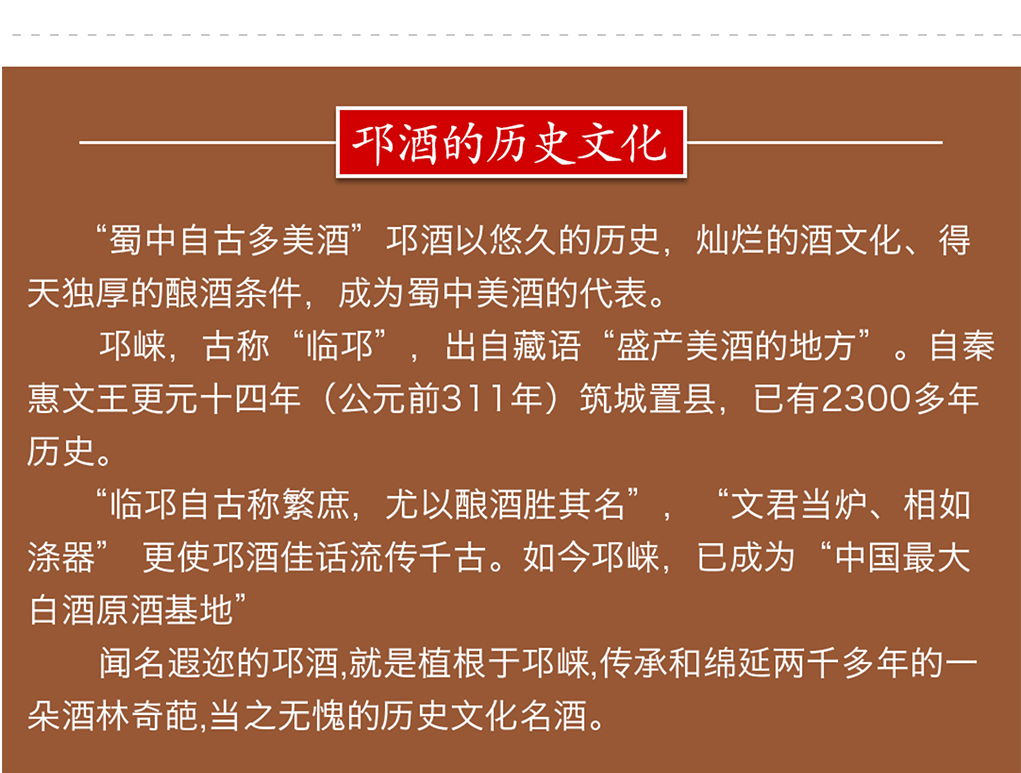 邛酒的历史文化
“蜀中自古多美酒”邛酒以悠久的历史，灿烂的酒文化、得
天独厚的酿酒条件，成为蜀中美酒的代表。
邛崃，古称“临邛”，出自藏语“盛产美酒的地方”。自秦
惠文王更元十四年（公元前311年）筑城置县，已有2300多年
历史。
“临邛自古称繁庶，尤以酿酒胜其名”，“文君当炉、相如
涤器” 更使邛酒佳话流传千古。如今邛崃，已成为“中国最大
白酒原酒基地”
闻名遐迩的邛酒,就是植根于邛崃,传承和绵延两千多年的一
朵酒林奇葩,当之无愧的历史文化名酒。